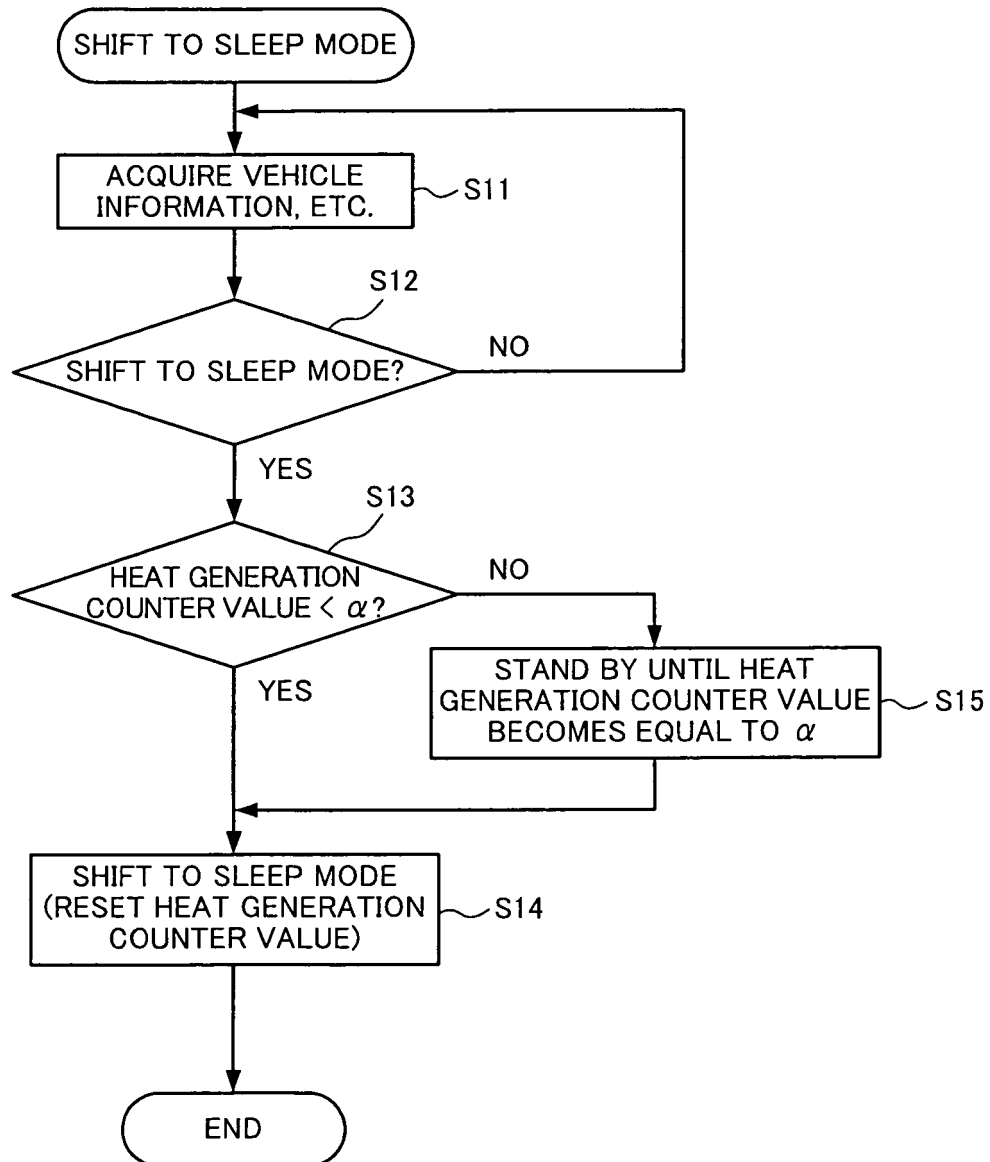 SHIFT TO SLEEP MODE
ACQUIRE VEHICLE
INFORMATION, ETC.
S11
S12
SHIFT TO SLEEP MODE?
NO
YES
S13
HEAT GENERATION
COUNTER VALUE < α?
NO
YES
STAND BY UNTIL HEAT
GENERATION COUNTER VALUE
BECOMES EQUAL TO α
S15
SHIFT TO SLEEP MODE
(RESET HEAT GENERATION
COUNTER VALUE)
S14
END